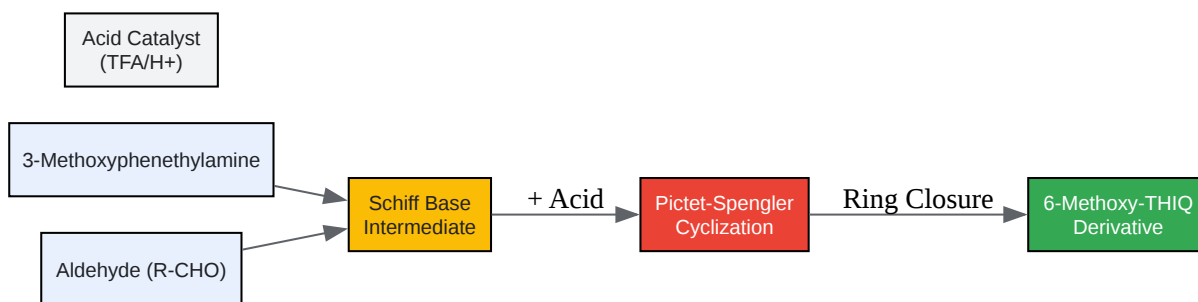 Acid Catalyst
(TFA/H+)
3-Methoxyphenethylamine
Aldehyde (R-CHO)
Schiff Base
Intermediate
+ Acid
Pictet-Spengler
Cyclization
Ring Closure
6-Methoxy-THIQ
Derivative